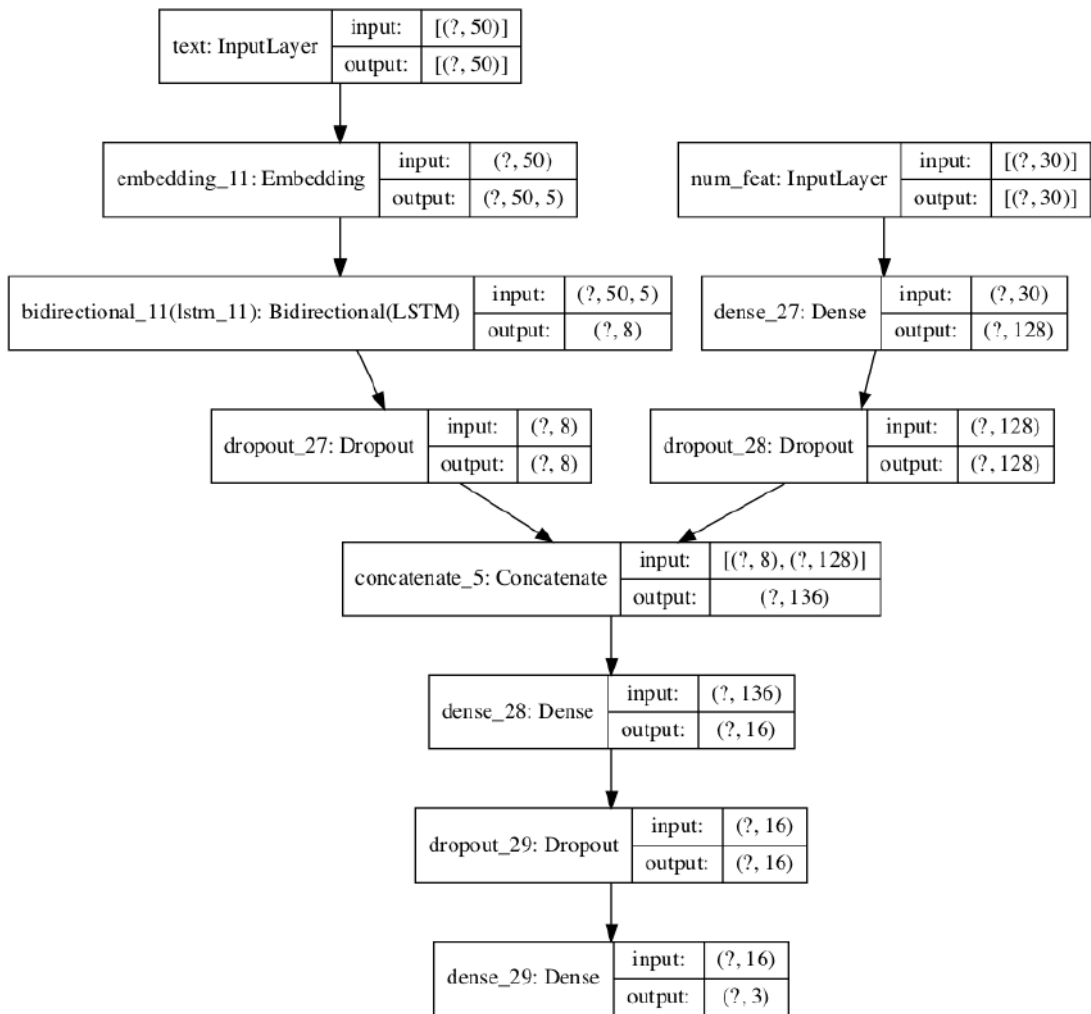 text: InputLayer
input: [(?, 50)]
output: [(?, 50)]
embedding_11: Embedding
input: (?, 50)
output: (?, 50, 5)
num_feat: InputLayer
input: [(?, 30)]
output: [(?, 30)]
bidirectional_11(lstm_11): Bidirectional(LSTM)
input: (?, 50, 5)
output: (?, 8)
dense_27: Dense
input: (?, 30)
output: (?, 128)
dropout_27: Dropout
input: (?, 8)
output: (?, 8)
dropout_28: Dropout
input: (?, 128)
output: (?, 128)
concatenate_5: Concatenate
input: [(?, 8), (?, 128)]
output: (?, 136)
dense_28: Dense
input: (?, 136)
output: (?, 16)
dropout_29: Dropout
input: (?, 16)
output: (?, 16)
dense_29: Dense
input: (?, 16)
output: (?, 3)